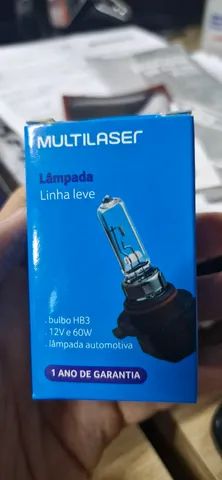 MULTILASER
Lâmpada
Linha leve
. bulbo HB3
. 12V e 60W
. lâmpada automotiva
1 ANO DE GARANTIA